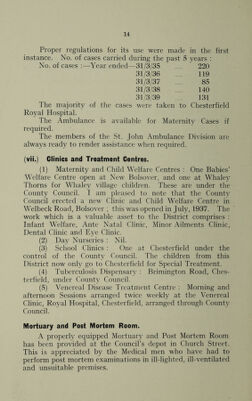 14
Proper regulations for its use were made in the first
instance. No. of cases carried during the past 5 years :
No. of cases :—Year ended—31/3/35 ... 220
31/3/36 ... 119
31/3/37 ... 85
31/3/38 ... 140
31/3/39 ... 131
The majority of the cases were taken to Chesterfield
Royal Hospital.
The Ambulance is available for Maternity Cases if
required.
The members of the St. John Ambulance Division are
always ready to render assistance when required.
(vii.) Clinics and Treatment Centres.
(1) Maternity and Child Welfare Centres : One Babies'
Welfare Centre open at New Bolsover, and one at Whaley
Thorns for Whaley village children. These are under the
County Council. I am pleased to note that the County
Council erected a new Clinic and Child Welfare Centre in
Welbeck Road, Bolsover ; this was opened in July, 1937. The
work which is a valuable asset to the District comprises :
Infant Welfare, Ante Natal Clinic, Minor Ailments Clinic,
Dental Clinic and Eye Clinic.
(2) Day Nurseries : Nil.
(3) School Clinics : One at Chesterfield under the
control of the County Council. The children from this
District now only go to Chesterfield for Special Treatment.
(4) Tuberculosis Dispensary : Brimington Road, Ches-
terfield, under County Council.
(5) Venereal Disease Treatment Centre : Morning and
afternoon Sessions arranged twice weekly at the Venereal
Clinic, Royal Hospital, Chesterfield, arranged through County
Council.
Mortuary and Post Mortem Room.
A properly equipped Mortuary and Post Mortem Room
has been provided at the Council's depot in Church Street.
This is appreciated by the Medical men who have had to
perform post mortem examinations in ill-lighted, ill-ventilated
and unsuitable premises.